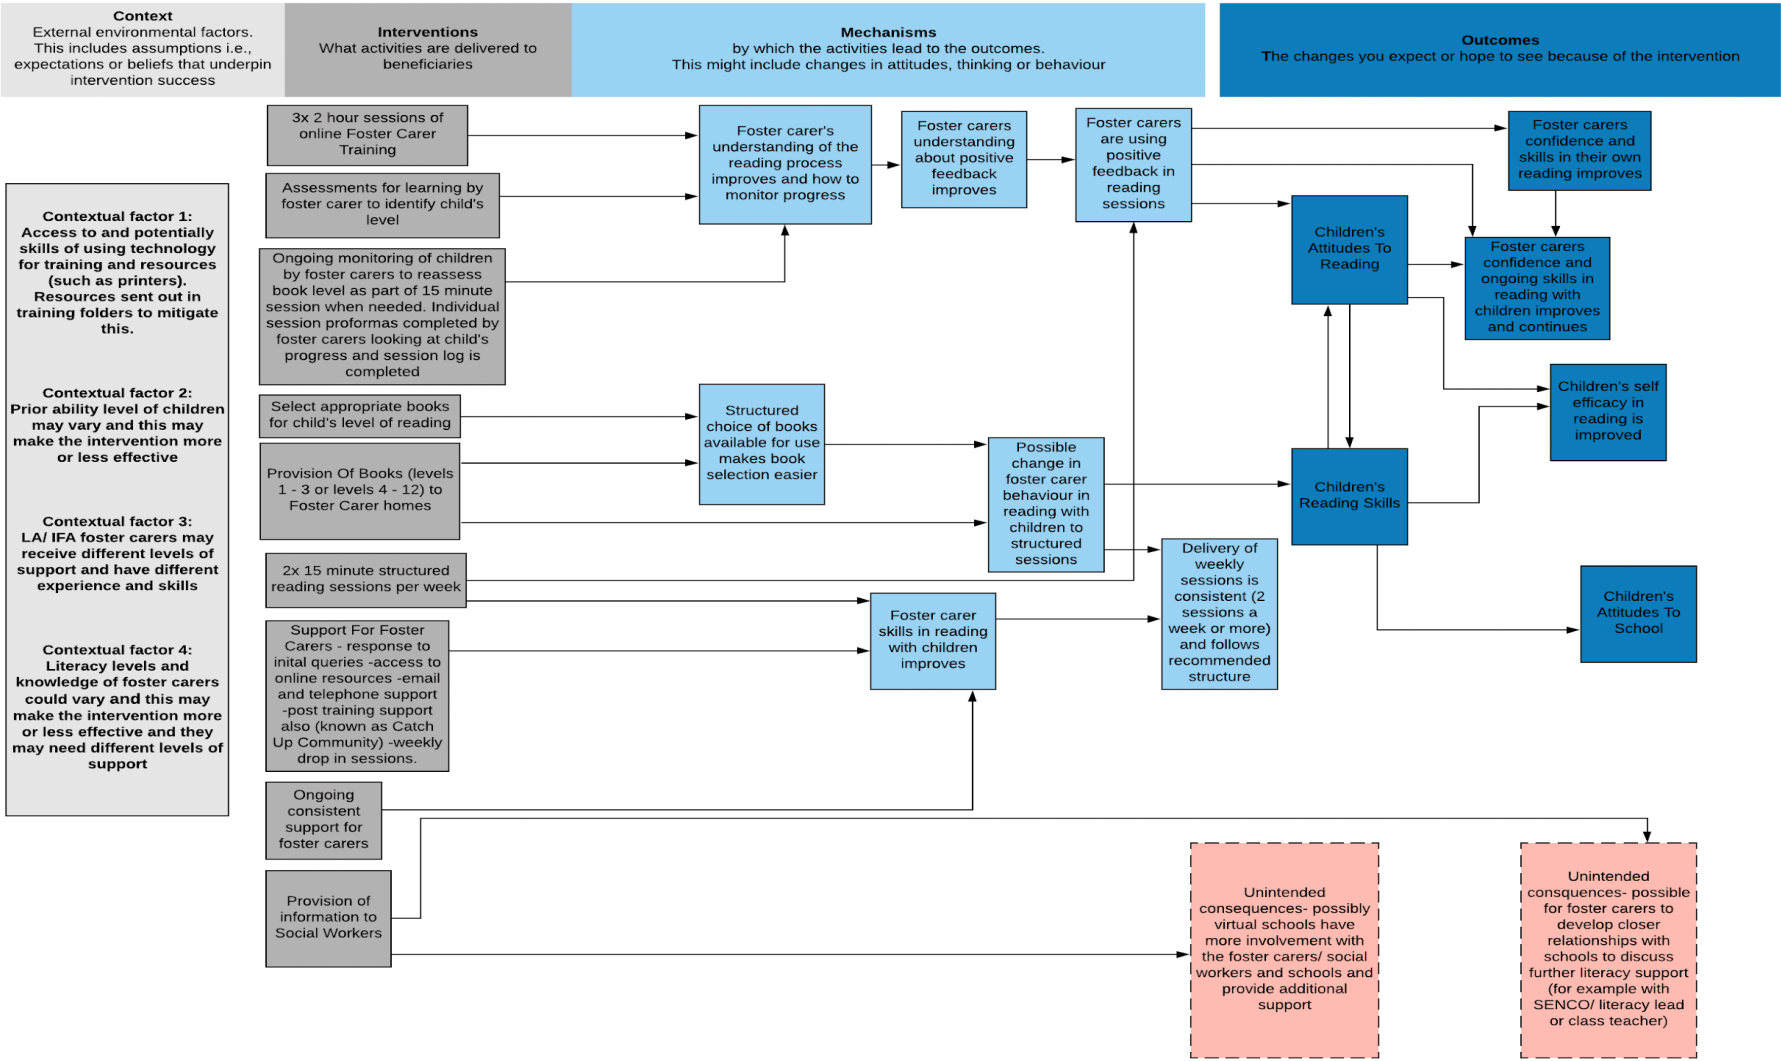 Context
External environmental factors.
This includes assumptions i.e.,
expectations or beliefs that underpin
intervention success
Interventions
What activities are delivered to
beneficiaries
Mechanisms
by which the activities lead to the outcomes.
This might include changes in attitudes, thinking or behaviour
Outcomes
The changes you expect or hope to see because of the intervention
Contextual factor 1:
Access to and potentially
skills of using technology
for training and resources
(such as printers).
Resources sent out in
training folders to mitigate
this.
Contextual factor 2:
Prior ability level of children
may vary and this may
make the intervention more
or less effective
Contextual factor 3:
LA/ IFA foster carers may
receive different levels of
support and have different
experience and skills
Contextual factor 4:
Literacy levels and
knowledge of foster carers
could vary and this may
make the intervention more
or less effective and they
may need different levels of
support
3x 2 hour sessions of
online Foster Carer
Training
Assessments for learning by
foster carer to identify child's
level
Ongoing monitoring of children
by foster carers to reassess
book level as part of 15 minute
session when needed. Individual
session proformas completed by
foster carers looking at child's
progress and session log is
completed
Select appropriate books
for child's level of reading
Provision Of Books (levels
1 - 3 or levels 4 - 12) to
Foster Carer homes
2x 15 minute structured
reading sessions per week
Support For Foster
Carers - response to
inital queries -access to
online resources -email
and telephone support
-post training support
also (known as Catch
Up Community) -weekly
drop in sessions.
Ongoing
consistent
support for
foster carers
Provision of
information to
Social Workers
Foster carer's
understanding of the
reading process
improves and how to
monitor progress
Foster carers
understanding
about positive
feedback
improves
Foster carers
are using
positive
feedback in
reading
sessions
Structured
choice of books
available for use
makes book
selection easier
Possible
change in
foster carer
behaviour in
reading with
children to
structured
sessions
Foster carer
skills in reading
with children
improves
Delivery of
weekly
sessions is
consistent (2
sessions a
week or more)
and follows
recommended
structure
Foster carers
confidence and
skills in their own
reading improves
Children's
Attitudes To
Reading
Foster carers
confidence and
ongoing skills in
reading with
children improves
and continues
Children's self
efficacy in
reading is
improved
Children's
Reading Skills
Children's
Attitudes To
School
Unintended
consequences- possibly
virtual schools have
more involvement with
the foster carers/ social
workers and schools and
provide additional
support
Unintended
consquences- possible
for foster carers to
develop closer
relationships with
schools to discuss
further literacy support
(for example with
SENCO/ literacy lead
or class teacher)